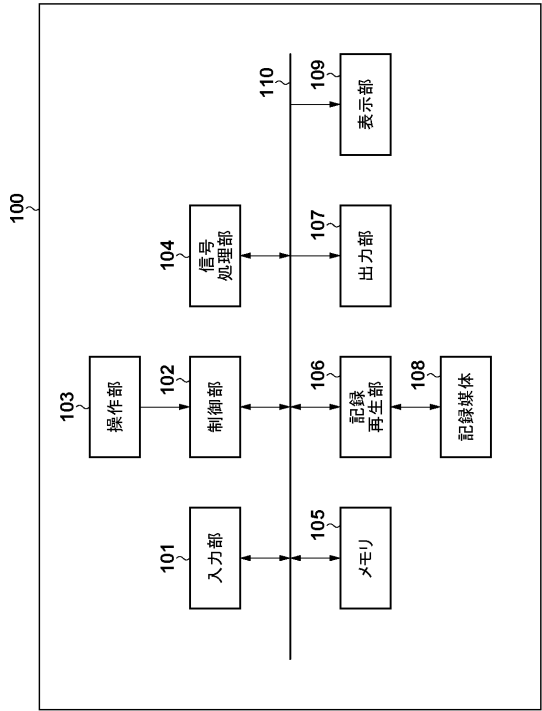 100
103
操作部
101
入力部
102
制御部
104
信号
処理部
110
105
メモリ
106
記録
再生部
107
出力部
109
表示部
108
記録媒体